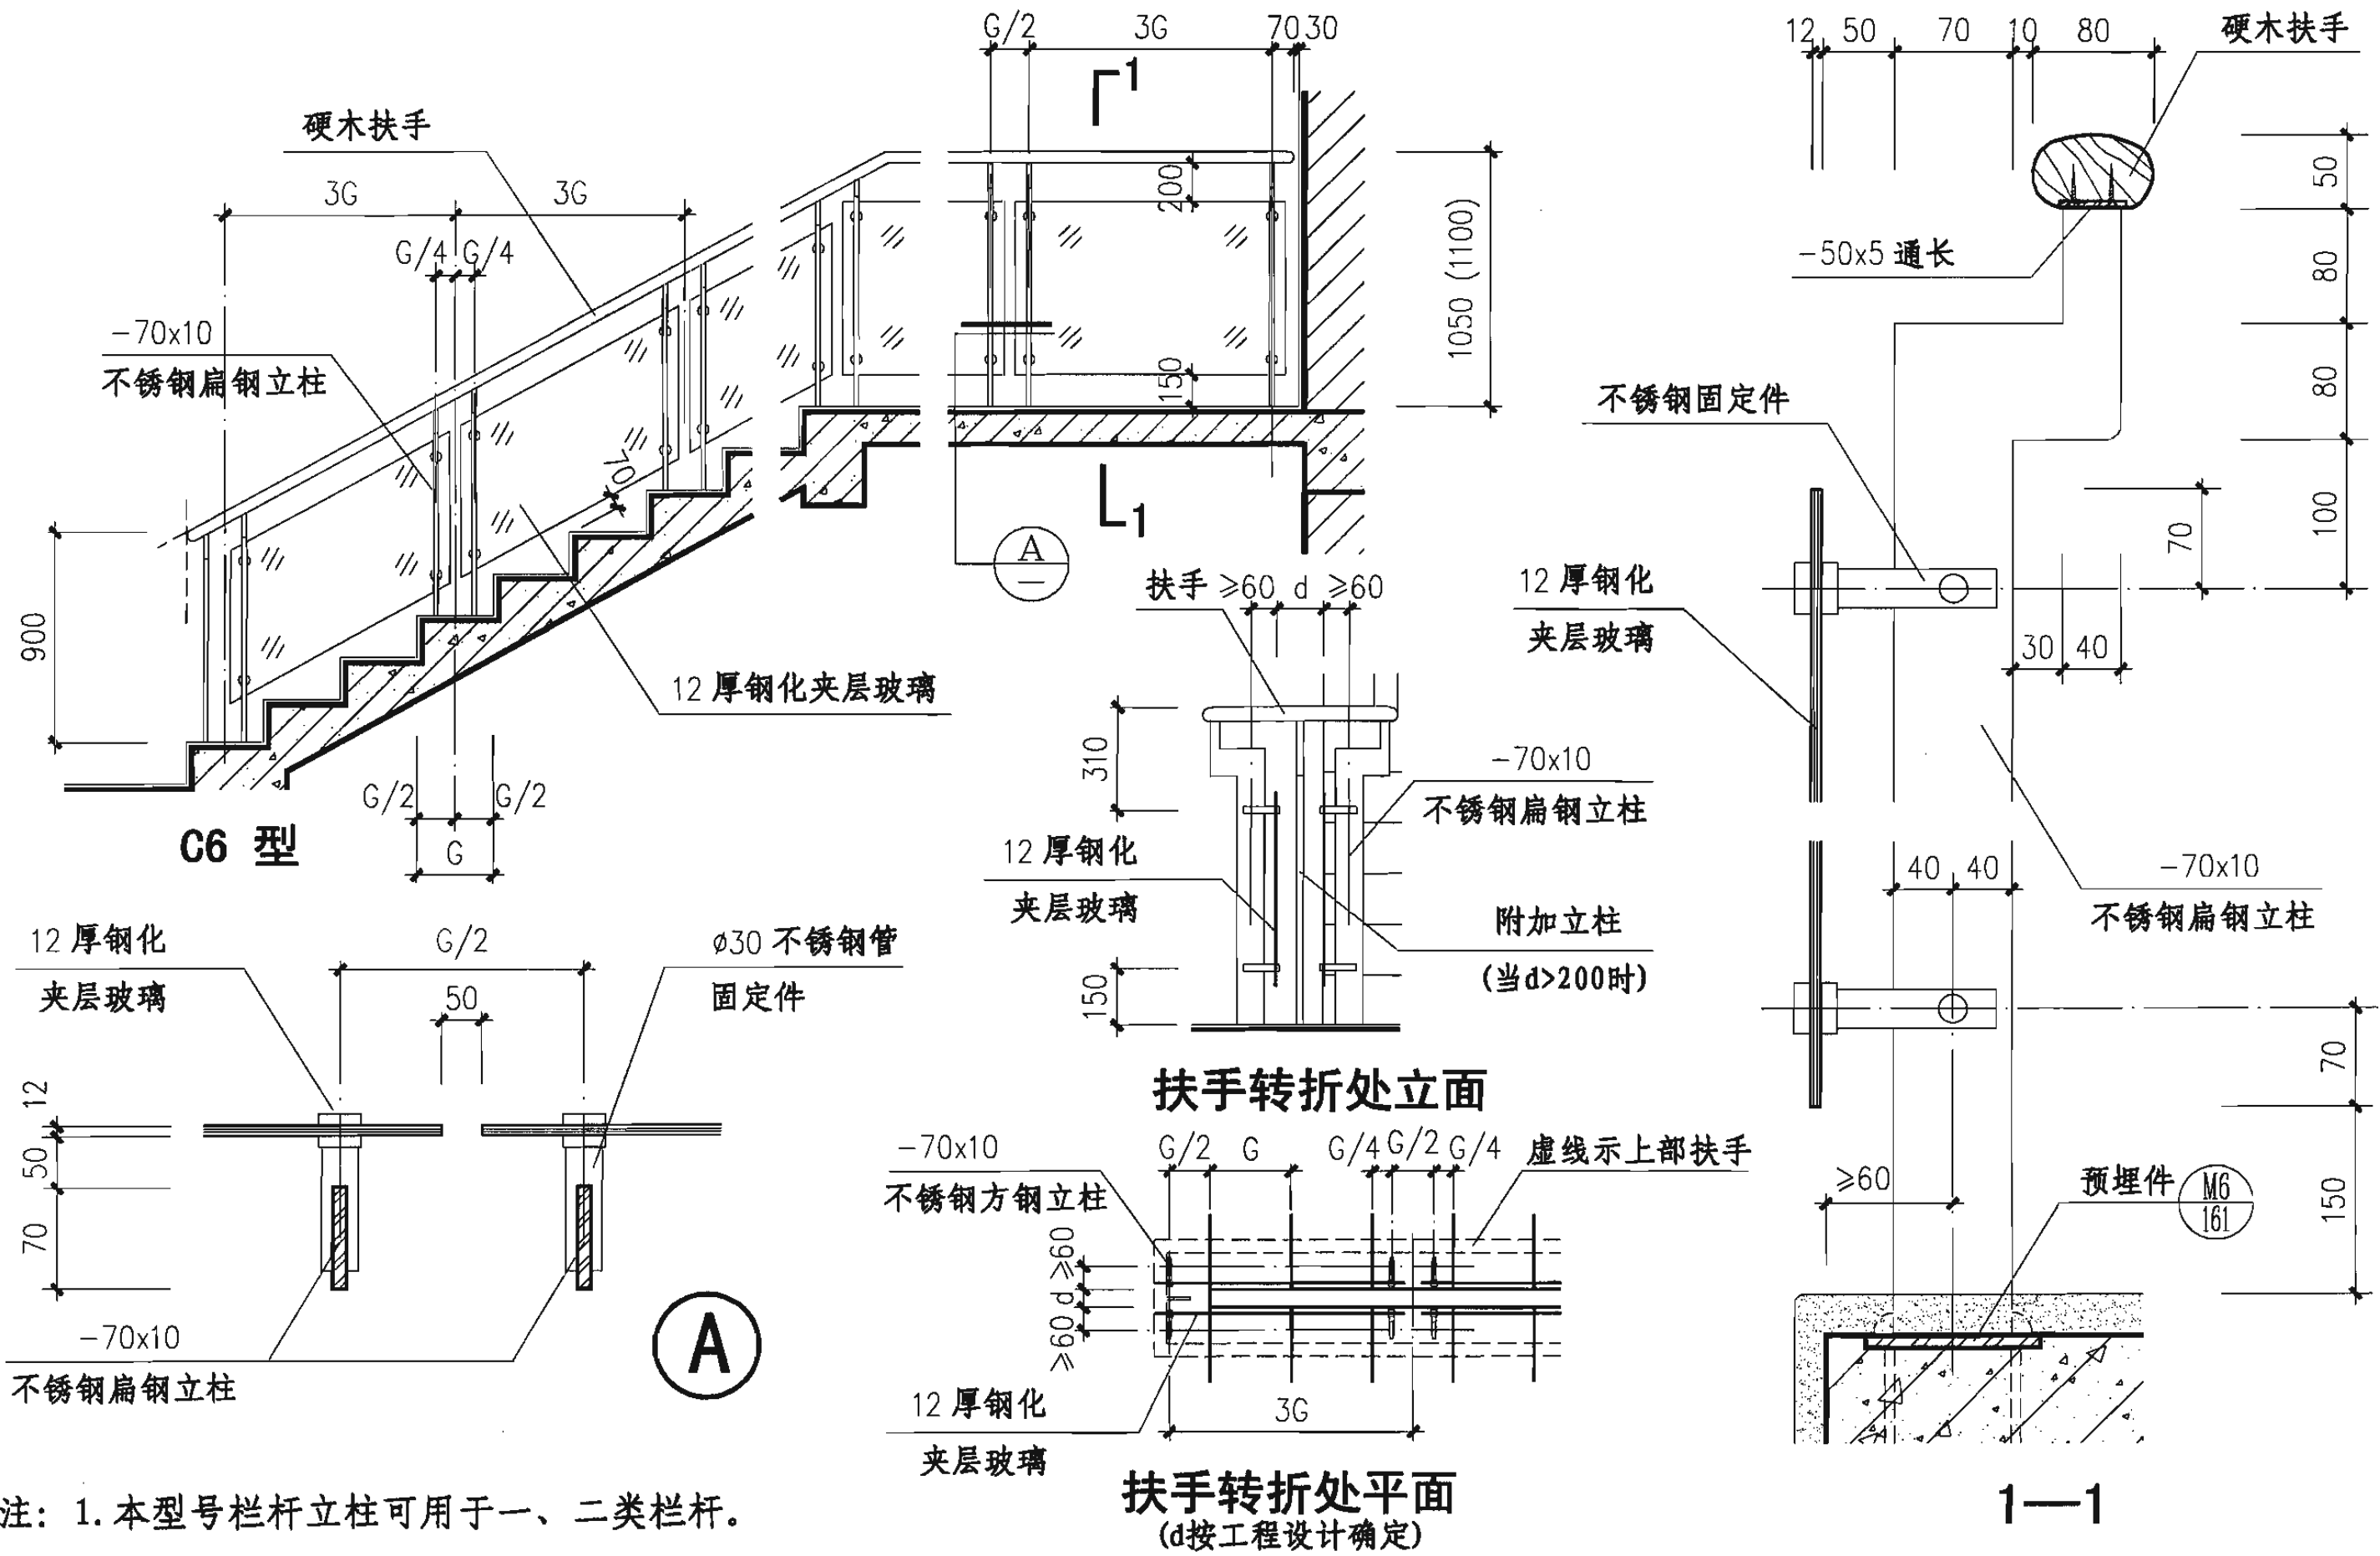 G/2 3G 70 30
1 1
硬木扶手
3G 3G
G/4 G/4
-70x10
不锈钢扁钢立柱
200
150
1050 (1100)
70
900
12 厚钢化夹层玻璃
G/2 G/2
G
C6 型
A
—
12 50 70 10 80
硬木扶手
-50x5 通长
50
80
80
100
70
不锈钢固定件
12 厚钢化
夹层玻璃
30 40
40 40
-70x10
不锈钢扁钢立柱
70
150
≥60
预埋件
M6
161
1—1
扶手 ≥60 d ≥60
310
150
-70x10
不锈钢扁钢立柱
12 厚钢化
夹层玻璃
附加立柱
(当d>200时)
扶手转折处立面
12 厚钢化
夹层玻璃
G/2
50
ø30 不锈钢管
固定件
12
50
70
-70x10
不锈钢扁钢立柱
A
-70x10
不锈钢方钢立柱
G/2 G G/4 G/2 G/4
虚线示上部扶手
≥60
d
≥60
12 厚钢化
夹层玻璃
3G
扶手转折处平面
(d按工程设计确定)
注: 1.本型号栏杆立柱可用于一、二类栏杆。